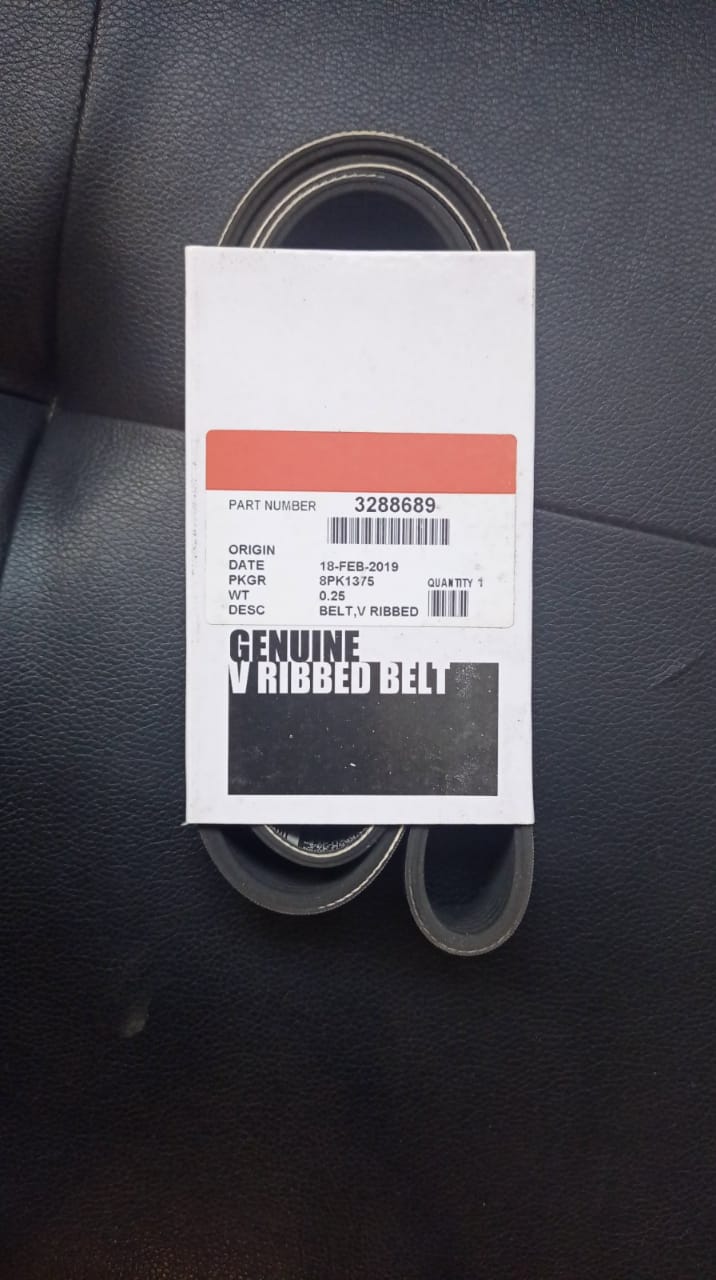 PART NUMBER 3288689
ORIGIN
DATE 18-FEB-2019
PKGR 8PK1375 QUANTITY 1
WT 0.25
DESC BELT,V RIBBED
GENUINE
V RIBBED BELT